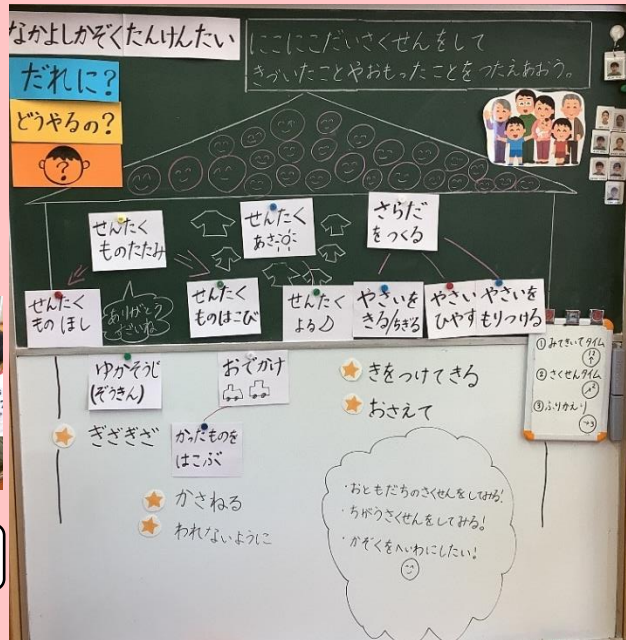 なかよしかぞくたんけんたい
にこにこだいさくせんをして
きづいたことやおもったことをつたえあおう。
だれに?
どうやるの?
?
せんたく
ものたたみ
せんたく
あさ
さらだ
をつくる
せんたく
ものほし
ありがとう
だいね
せんたく
ものはこび
せんたく
よる
やさいを
きる/ちぎる
やさい
ひやす
やさいを
もりつける
①みてきいてタイム
②さくせんタイム
③ふりかえり
ゆかそうじ
(ぞうきん)
ぎざぎざ
おでかけ
かったものを
はこぶ
かさねる
われないように
きをつけてきる
おさえて
・おともだちのさくせんをしてみる!
・ちがうさくせんをしてみる!
・かぞくをへいわにしたい!